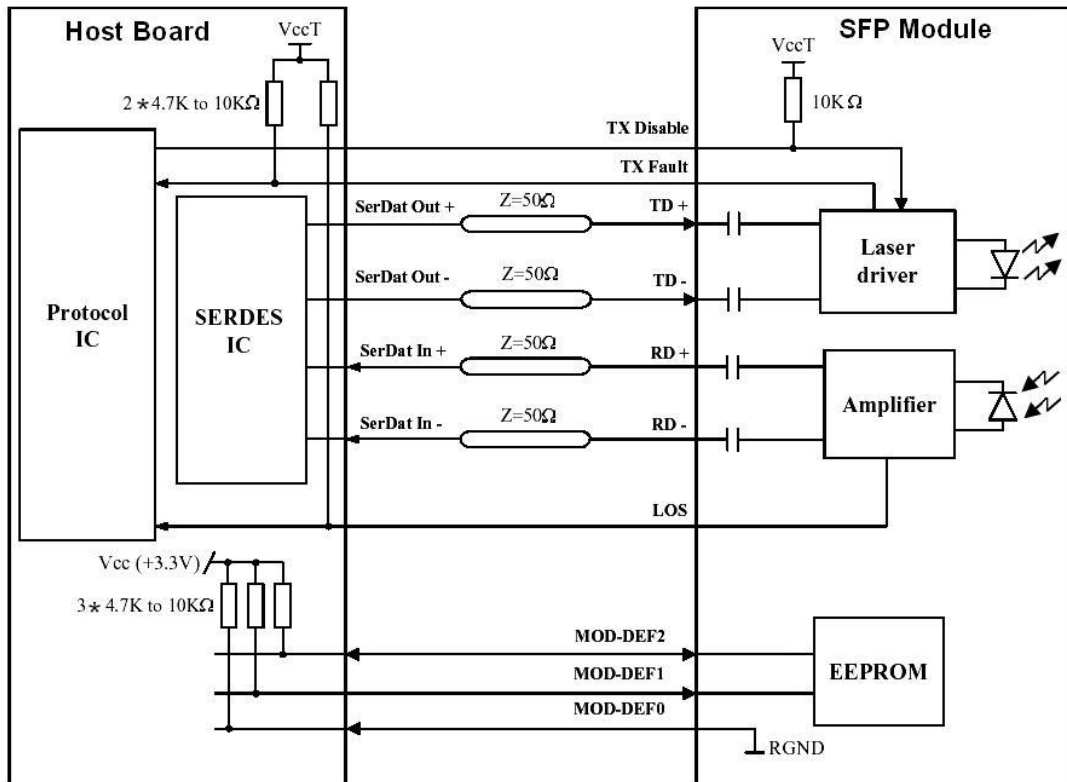 Host Board
SFP Module
VccT
VccT
2 * 4.7K to 10KΩ
10K Ω
TX Disable
TX Fault
SerDat Out +
Z=50Ω
TD +
SerDat Out -
Z=50Ω
TD -
Laser
driver
Protocol
IC
SERDES
IC
SerDat In +
Z=50Ω
RD +
SerDat In -
Z=50Ω
RD -
Amplifier
LOS
Vcc (+3.3V)
3 * 4.7K to 10KΩ
MOD-DEF2
MOD-DEF1
MOD-DEF0
EEPROM
RGND